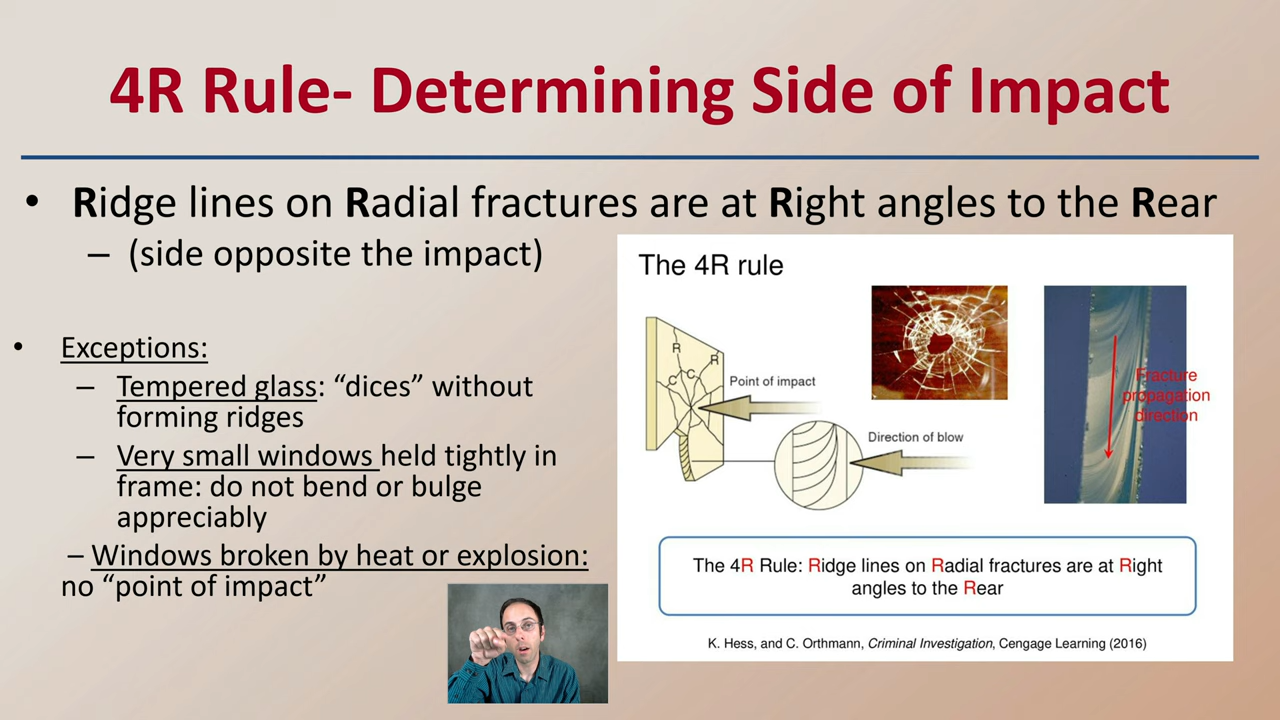 4R Rule- Determining Side of Impact
• Ridge lines on Radial fractures are at Right angles to the Rear
– (side opposite the impact)
• Exceptions:
– Tempered glass: “dices” without
forming ridges
– Very small windows held tightly in
frame: do not bend or bulge
appreciably
– Windows broken by heat or explosion:
no “point of impact”
The 4R rule
R
R
C
C
Point of impact
Direction of blow
Fracture
propagation
direction
The 4R Rule: Ridge lines on Radial fractures are at Right
angles to the Rear
K. Hess, and C. Orthmann, Criminal Investigation, Cengage Learning (2016)